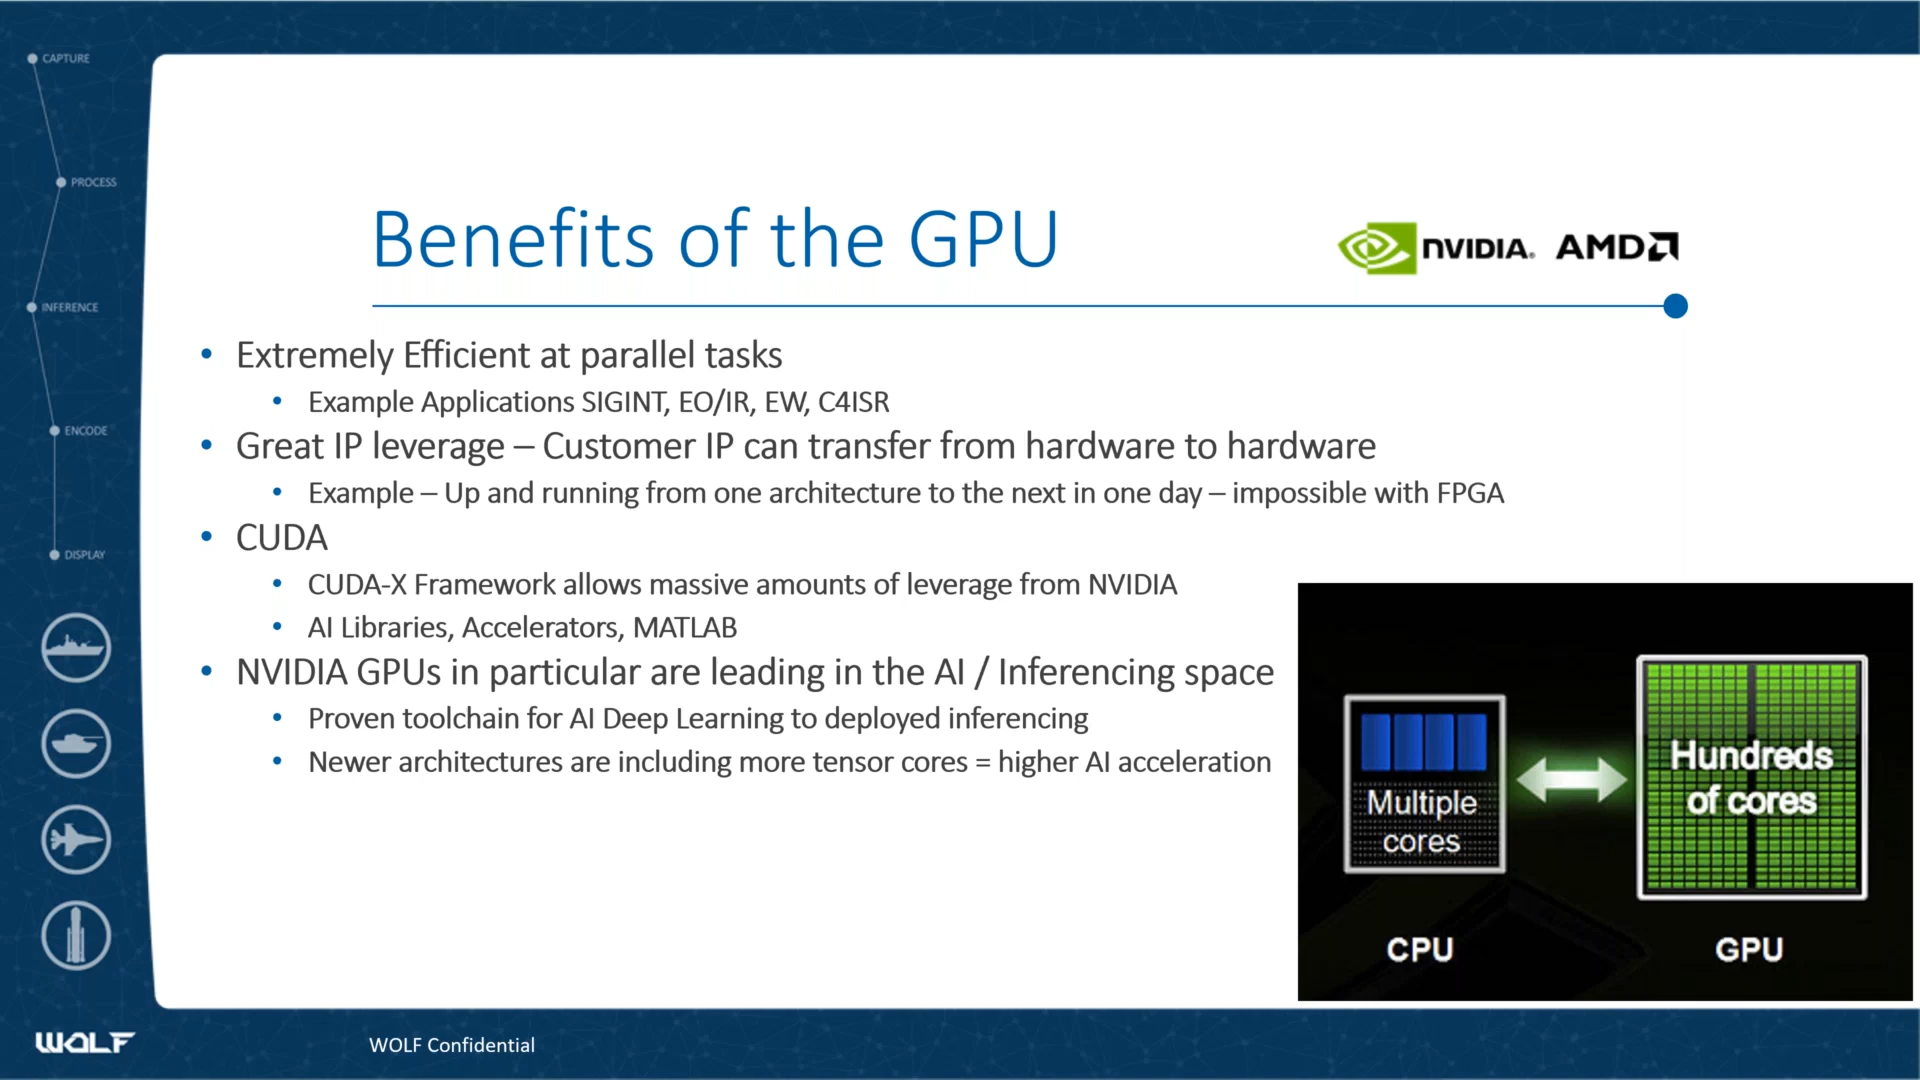 CAPTURE
PROCESS
INFERENCE
ENCODE
DISPLAY
Benefits of the GPU
NVIDIA. AMD
• Extremely Efficient at parallel tasks
• Example Applications SIGINT, EO/IR, EW, C4ISR
• Great IP leverage – Customer IP can transfer from hardware to hardware
• Example – Up and running from one architecture to the next in one day – impossible with FPGA
• CUDA
• CUDA-X Framework allows massive amounts of leverage from NVIDIA
• AI Libraries, Accelerators, MATLAB
• NVIDIA GPUs in particular are leading in the AI / Inferencing space
• Proven toolchain for AI Deep Learning to deployed inferencing
• Newer architectures are including more tensor cores = higher AI acceleration
Multiple
cores
CPU
Hundreds
of cores
GPU
WOLF
WOLF Confidential